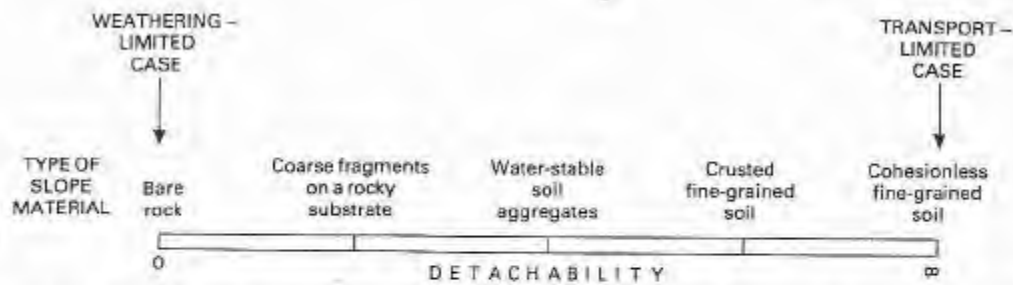 WEATHERING –
LIMITED
CASE
TRANSPORT –
LIMITED
CASE
TYPE OF
SLOPE
MATERIAL
Bare
rock
Coarse fragments
on a rocky
substrate
Water-stable
soil
aggregates
Crusted
fine-grained
soil
Cohesionless
fine-grained
soil
0
DETACHABILITY
∞